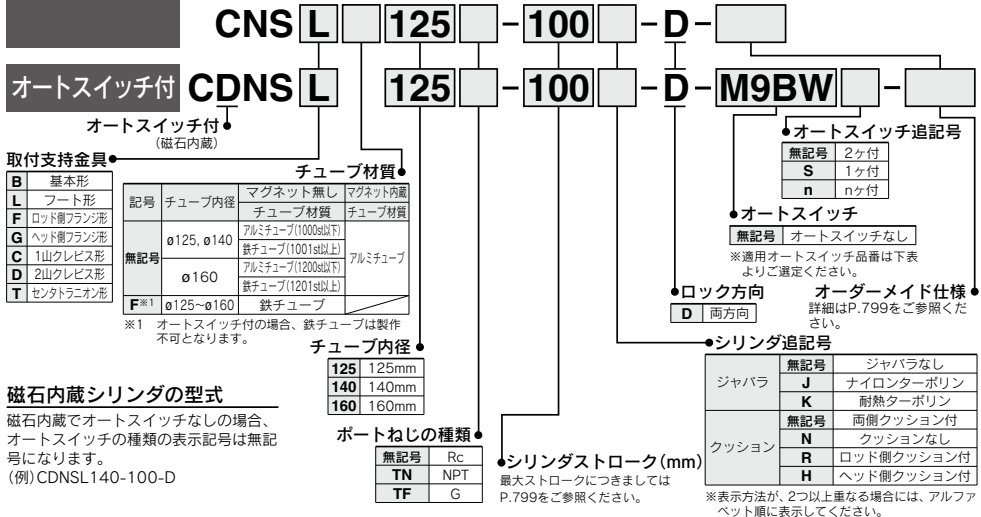 CNS L 125 - 100 - D -
オートスイッチ付 CDNS L 125 - 100 - D - M9BW -
オートスイッチ付
(磁石内蔵)
取付支持金具
B 基本形
L フート形
F ロッド側フランジ形
G ヘッド側フランジ形
C 1山クレビス形
D 2山クレビス形
T センタトラニオン形
チューブ材質
記号 チューブ内径 マグネット無し マグネット内蔵
チューブ材質 チューブ材質
無記号 ø125, ø140 アルミチューブ(1000st以下) アルミチューブ
鉄チューブ(1001st以上)
ø160 アルミチューブ(1200st以下)
鉄チューブ(1201st以上)
F※1 ø125~ø160 鉄チューブ
※1 オートスイッチ付の場合、鉄チューブは製作
不可となります。
チューブ内径
125 125mm
140 140mm
160 160mm
ポートねじの種類
無記号 Rc
TN NPT
TF G
シリンダストローク(mm)
最大ストロークにつきましては
P.799をご参照ください。
オートスイッチ追記号
無記号 2ヶ付
S 1ヶ付
n nヶ付
オートスイッチ
無記号 オートスイッチなし
※適用オートスイッチ品番は下表
よりご選定ください。
ロック方向
D 両方向
オーダーメイド仕様
詳細はP.799をご参照くだ
さい。
シリンダ追記号
ジャバラ 無記号 ジャバラなし
J ナイロンターポリン
K 耐熱ターポリン
クッション 無記号 両側クッション付
N クッションなし
R ロッド側クッション付
H ヘッド側クッション付
※表示方法が、2つ以上重なる場合には、アルファ
ベット順に表示してください。
磁石内蔵シリンダの型式
磁石内蔵でオートスイッチなしの場合、
オートスイッチの種類の表示記号は無記
号になります。
(例)CDNSL140-100-D